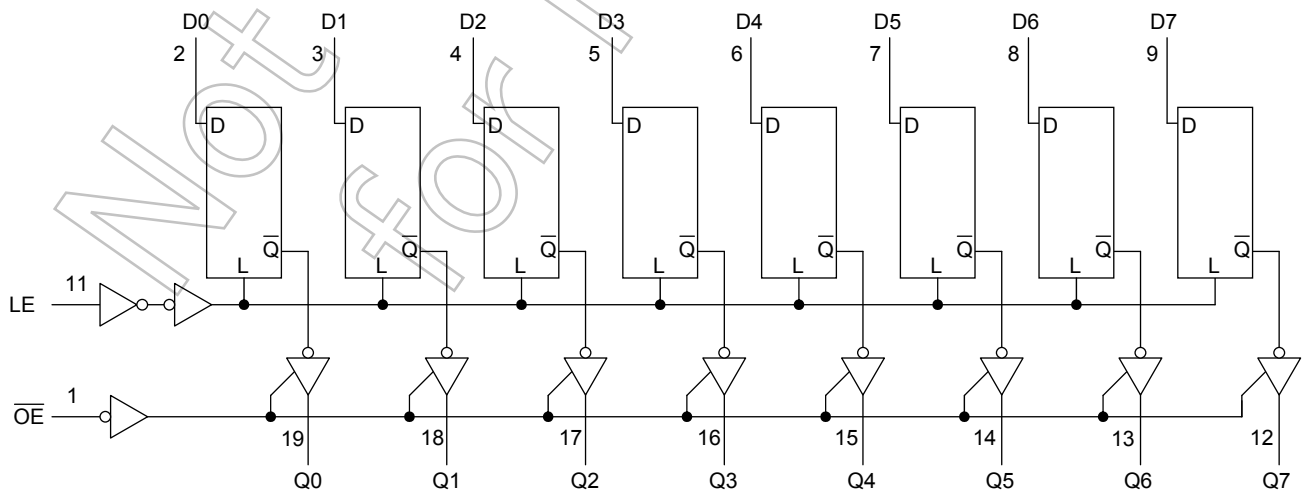 D0 D1 D2 D3 D4 D5 D6 D7
2 3 4 5 6 7 8 9
D D D D D D D D
Q̅ Q̅ Q̅ Q̅ Q̅ Q̅ Q̅ Q̅
L L L L L L L L
LE 11
O̅E̅ 1
19 18 17 16 15 14 13 12
Q0 Q1 Q2 Q3 Q4 Q5 Q6 Q7
Not
for